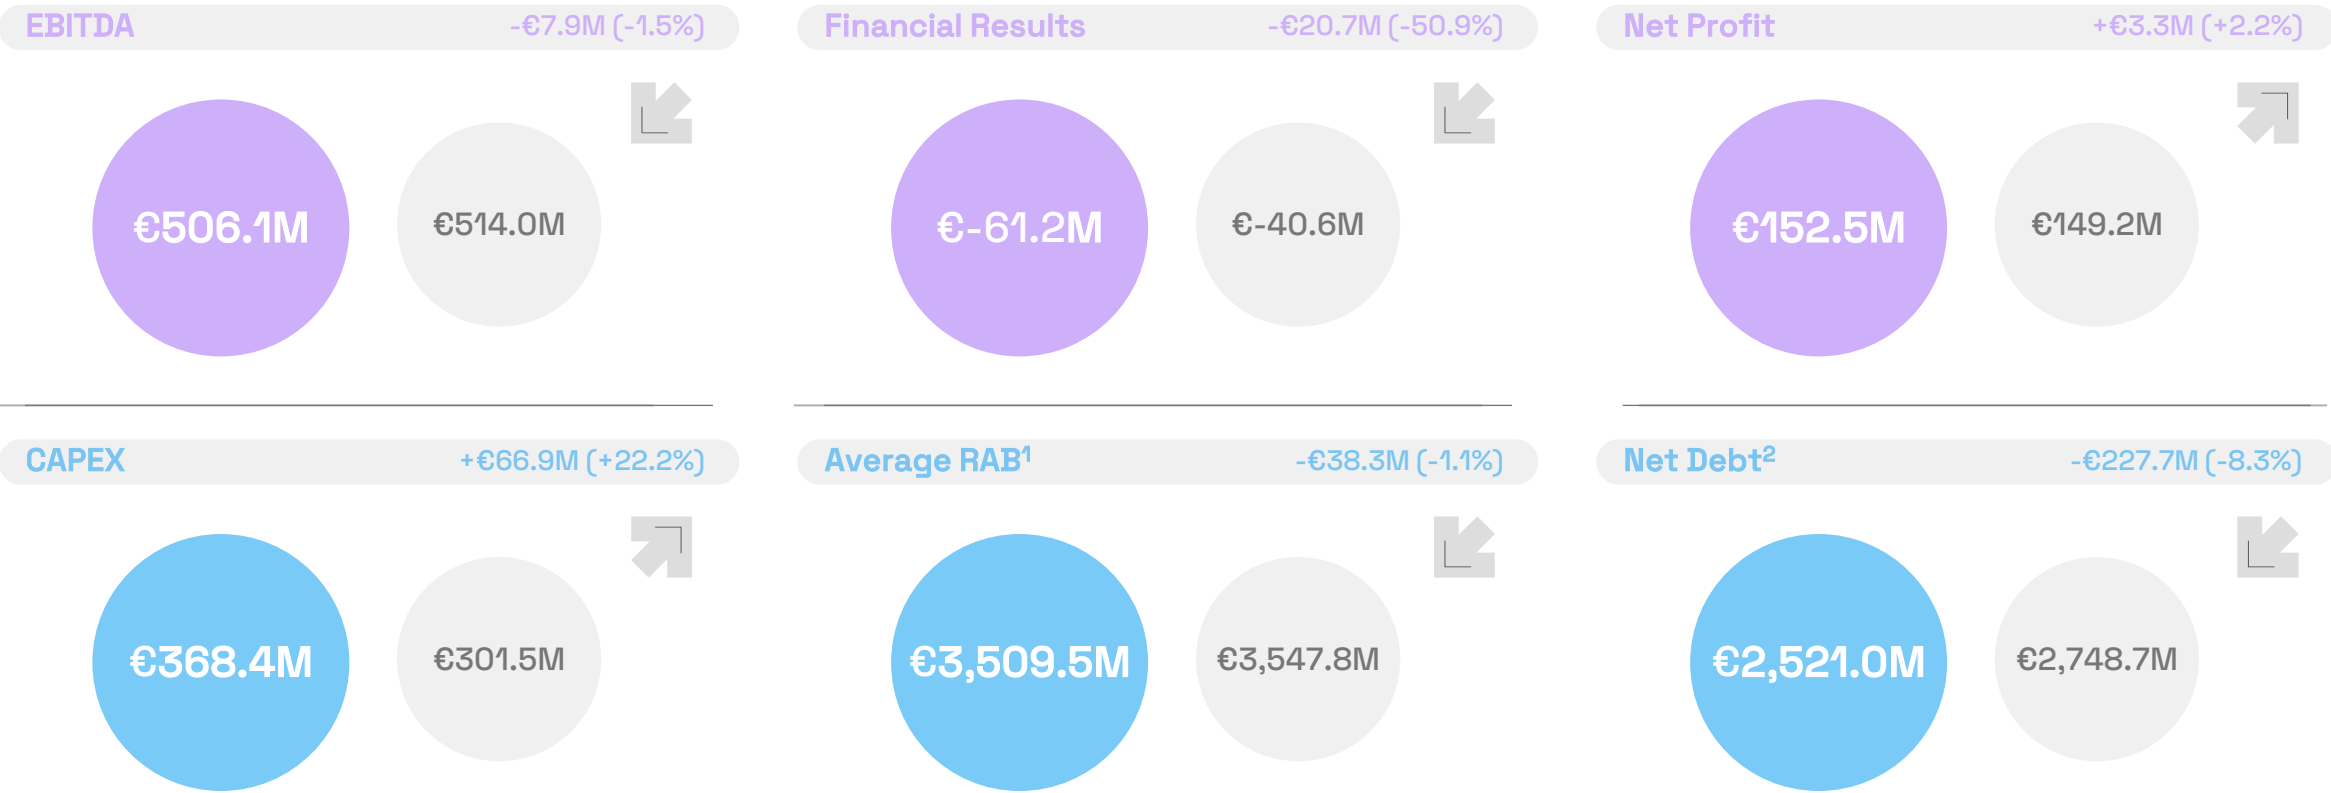 EBITDA -€7.9M (-1.5%)
€506.1M €514.0M
Financial Results -€20.7M (-50.9%)
€-61.2M €-40.6M
Net Profit +€3.3M (+2.2%)
€152.5M €149.2M
CAPEX +€66.9M (+22.2%)
€368.4M €301.5M
Average RAB¹ -€38.3M (-1.1%)
€3,509.5M €3,547.8M
Net Debt² -€227.7M (-8.3%)
€2,521.0M €2,748.7M